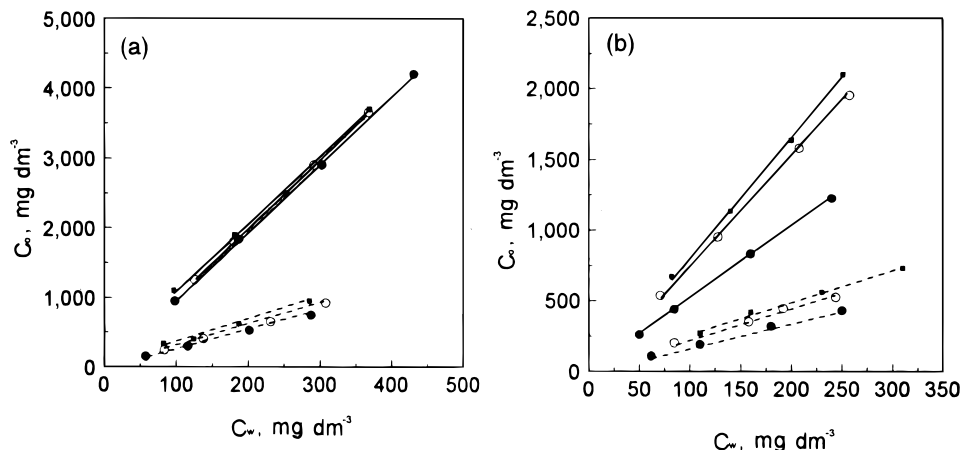 (a)
5,000
4,000
3,000
2,000
1,000
0
Co, mg dm-3
0 100 200 300 400 500
Cw, mg dm-3
(b)
2,500
2,000
1,500
1,000
500
0
Co, mg dm-3
0 50 100 150 200 250 300 350
Cw, mg dm-3